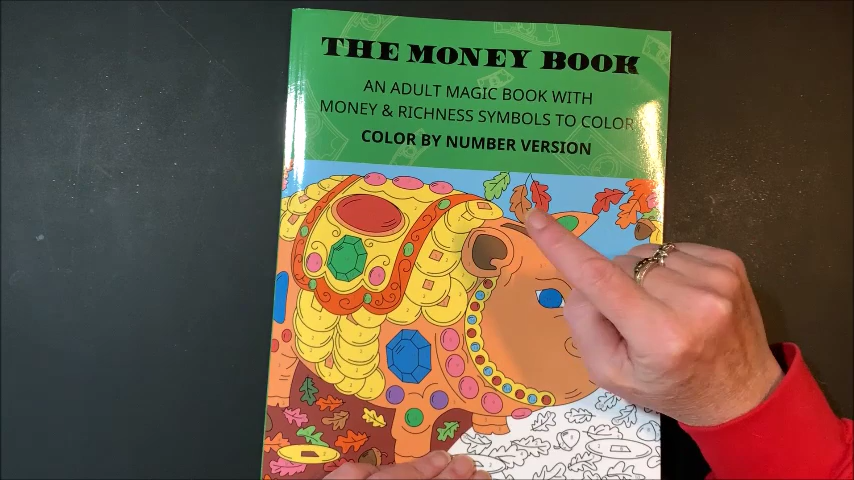 THE MONEY BOOK
AN ADULT MAGIC BOOK WITH
MONEY & RICHNESS SYMBOLS TO COLOR
COLOR BY NUMBER VERSION